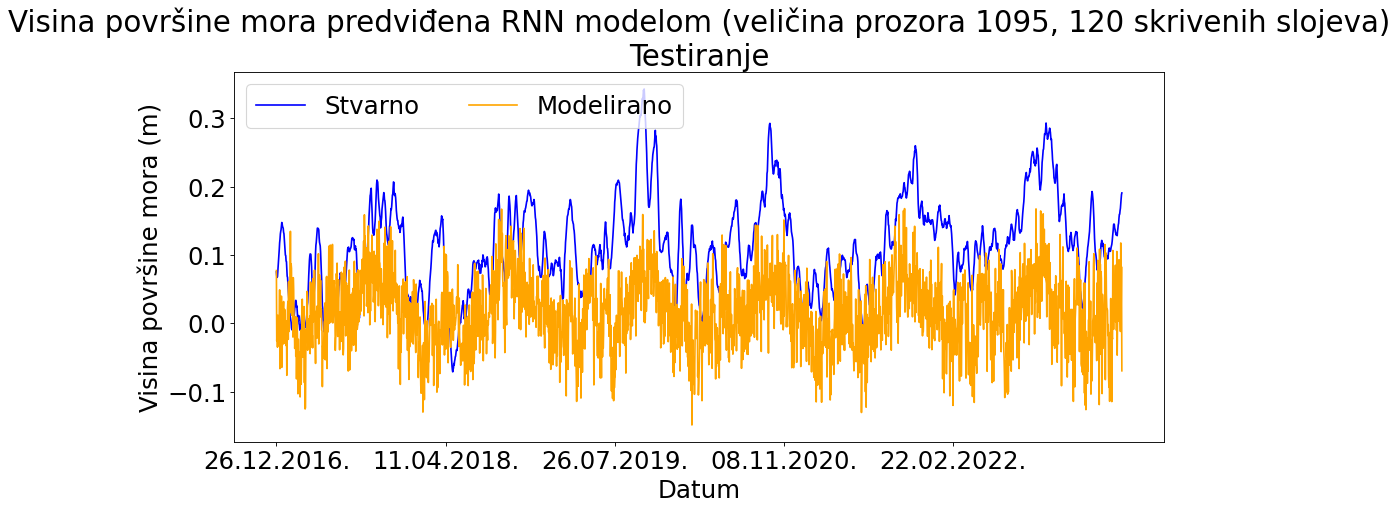 Visina površine mora predviđena RNN modelom (veličina prozora 1095, 120 skrivenih slojeva)
Testiranje
Stvarno Modelirano
Visina površine mora (m)
0.3
0.2
0.1
0.0
−0.1
26.12.2016. 11.04.2018. 26.07.2019. 08.11.2020. 22.02.2022.
Datum